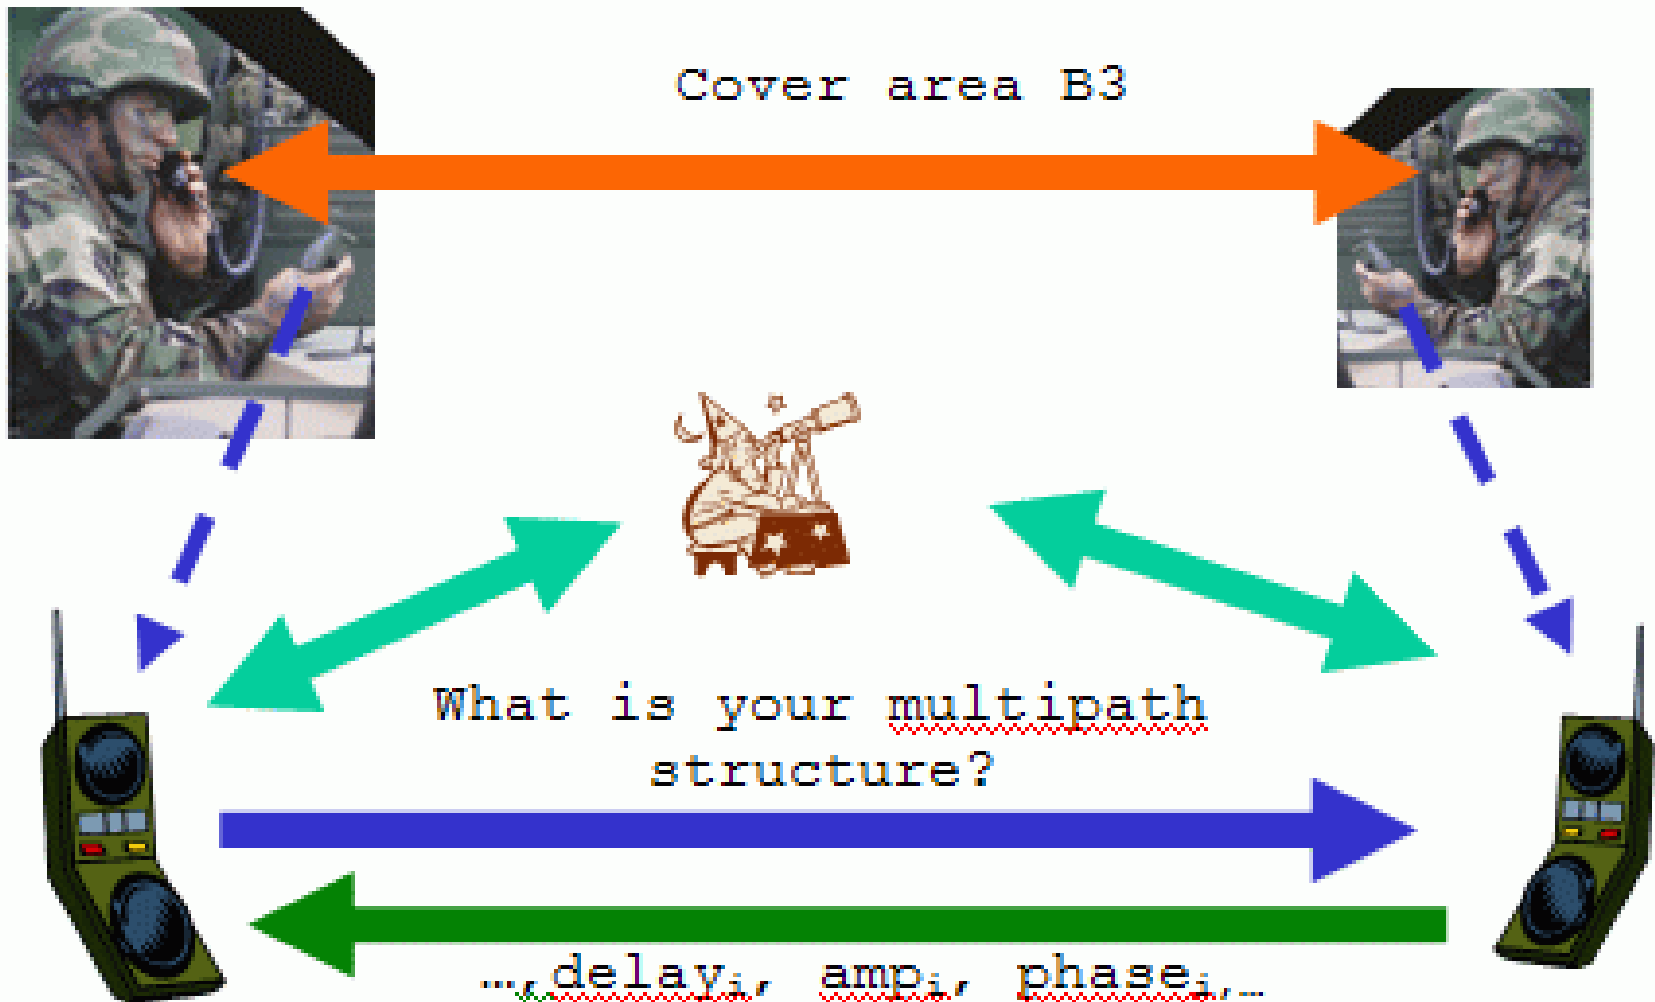 Cover area B3
What is your multipath
structure?
…, delayᵢ, ampᵢ, phaseᵢ,…